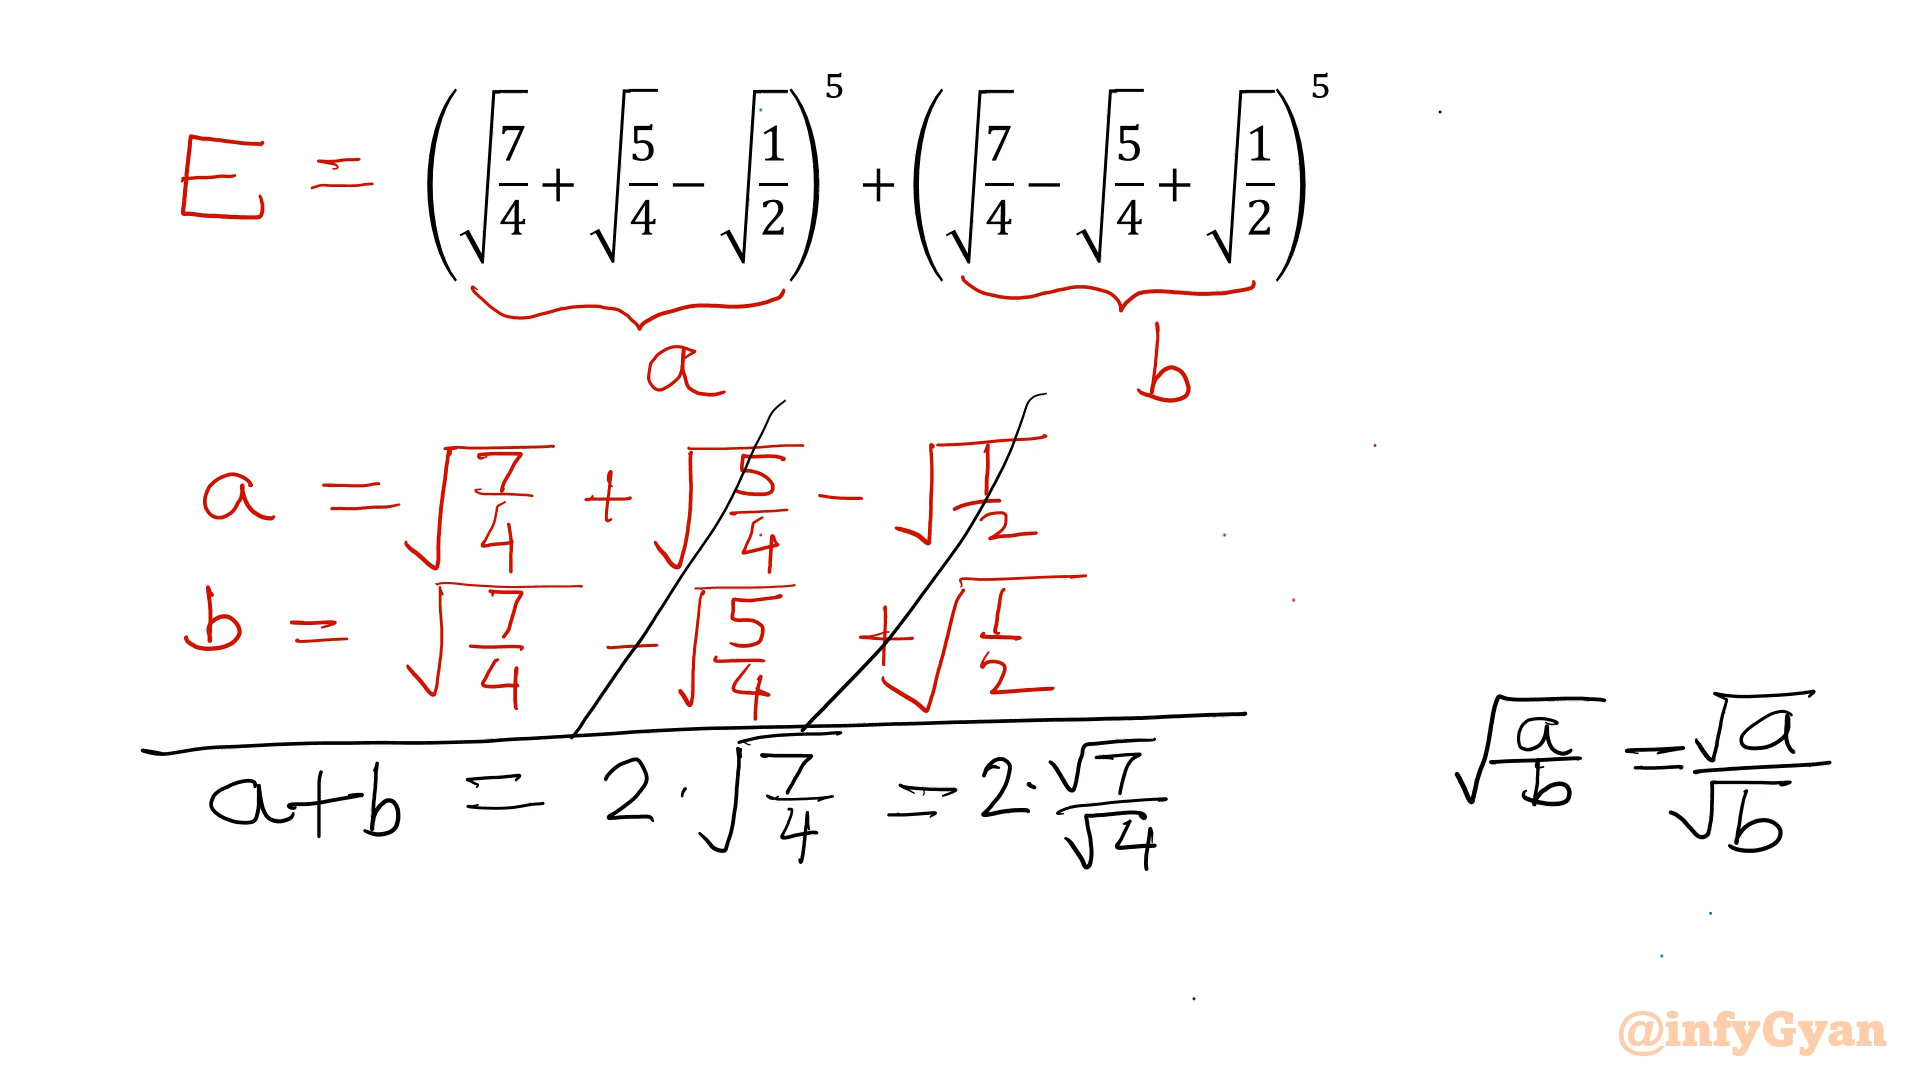 E = (√(7/4) + √(5/4) − √(1/2))⁵ + (√(7/4) − √(5/4) + √(1/2))⁵
a b
a = √(7/4) + √(5/4) − √(1/2)
b = √(7/4) − √(5/4) + √(1/2)
a+b = 2·√(7/4) = 2·√7/√4
√(a/b) = √a/√b
@infyGyan